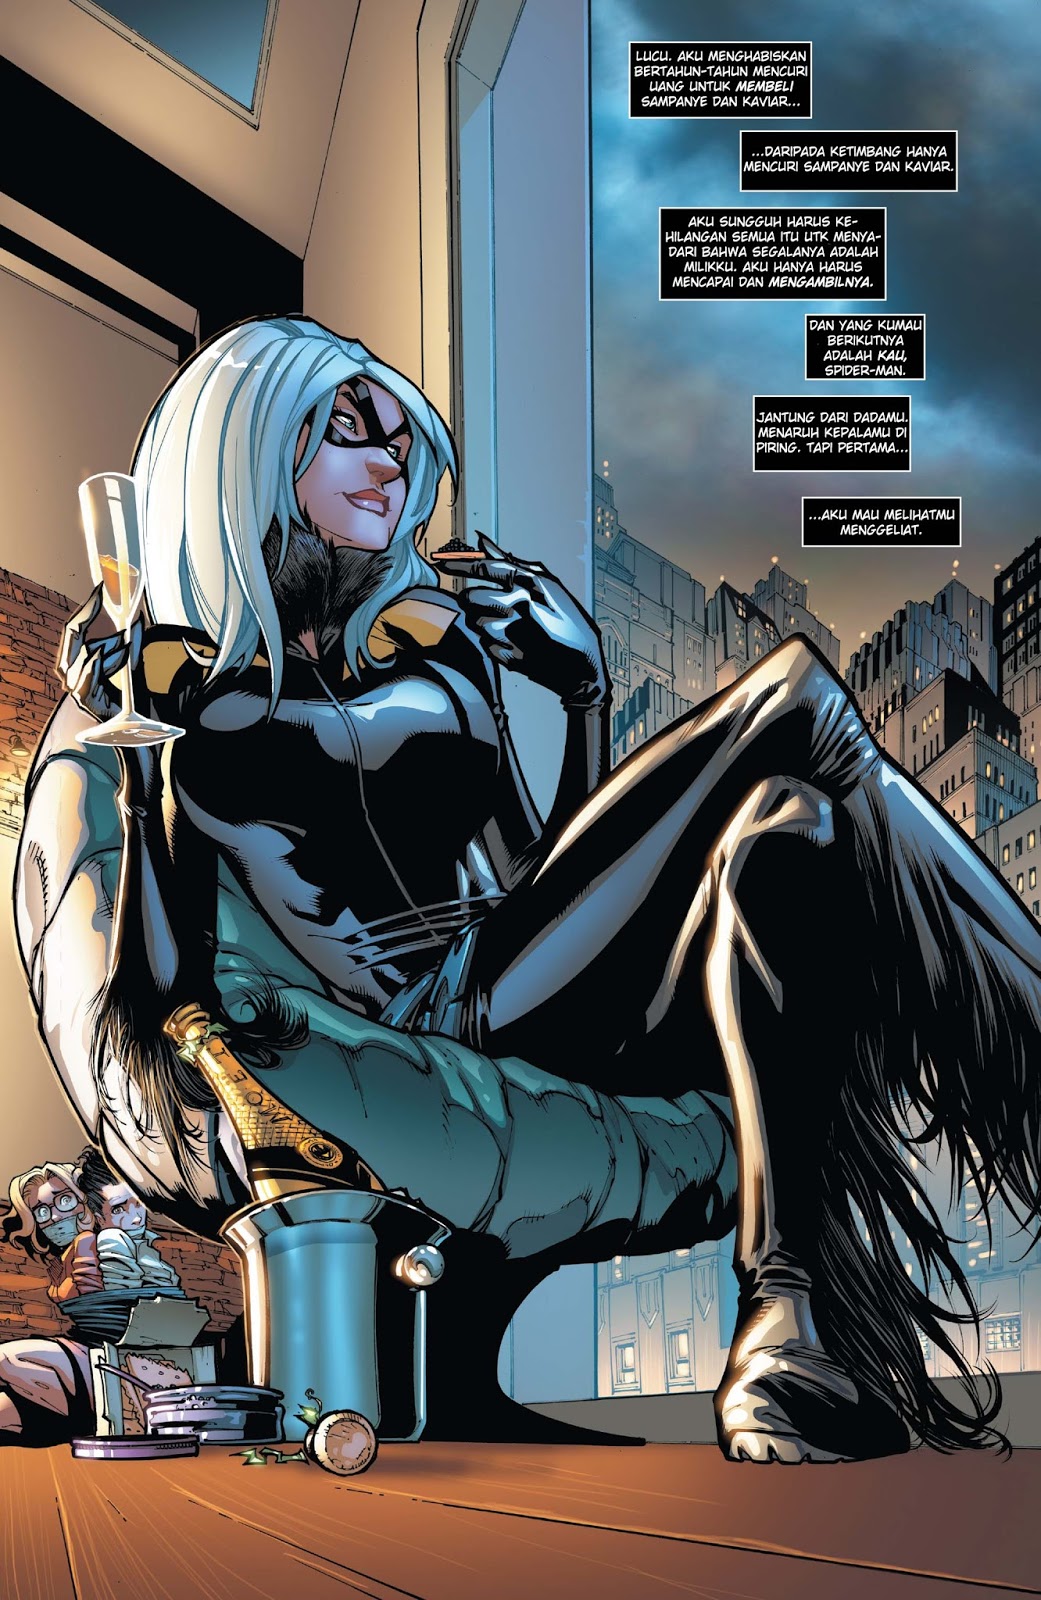 LUCU. AKU MENGHABISKAN
BERTAHUN-TAHUN MENCURI
UANG UNTUK MEMBELI
SAMPANYE DAN KAVIAR...
...DARIPADA KETIMBANG HANYA
MENCURI SAMPANYE DAN KAVIAR.
AKU SUNGGUH HARUS KE-
HILANGAN SEMUA ITU UTK MENYA-
DARI BAHWA SEGALANYA ADALAH
MILIKKU. AKU HANYA HARUS
MENCAPAI DAN MENGAMBILNYA.
DAN YANG KUMAU
BERIKUTNYA
ADALAH KAU,
SPIDER-MAN.
JANTUNG DARI DADAMU.
MENARUH KEPALAMU DI
PIRING. TAPI PERTAMA...
...AKU MAU MELIHATMU
MENGGELIAT.
MOET